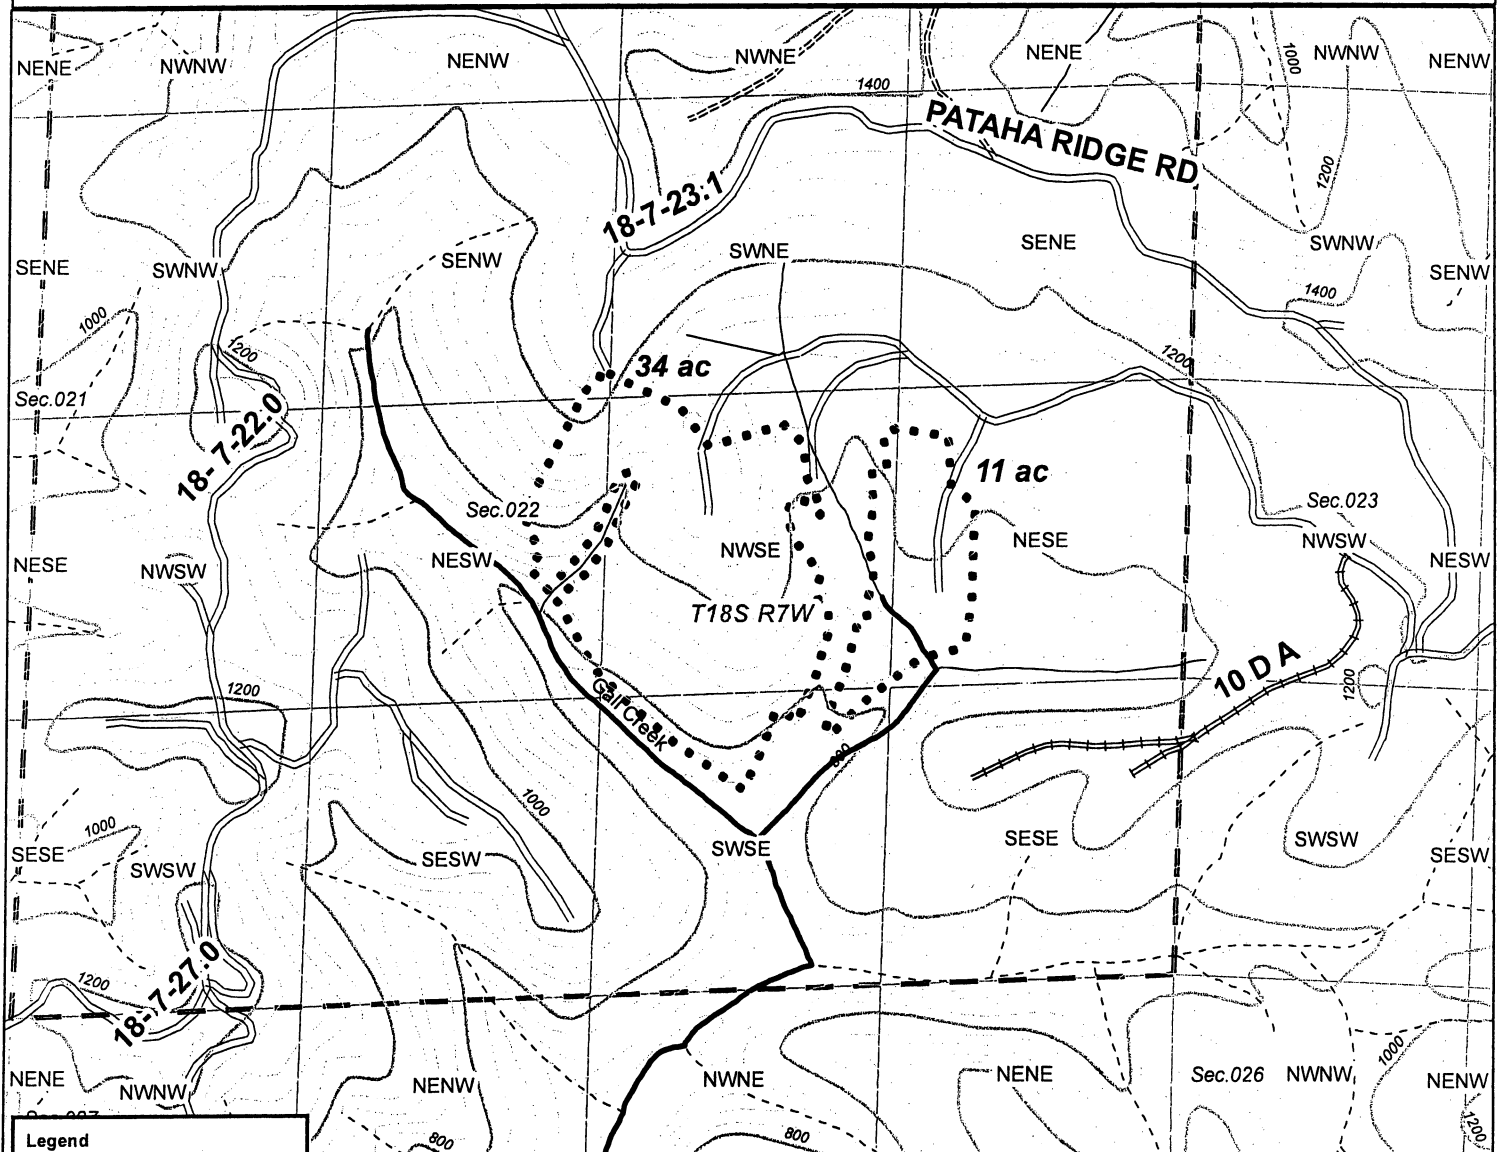 NENE
NWNW
NENW
NWNE
NENE
1000
NWNW
NENW
1400
PATAHA RIDGE RD
1200
18-7-23.1
SENE
SWNW
SENW
SWNE
SENE
SWNW
SENW
1000
1200
1400
1200
34 ac
Sec.021
18-7-22.0
11 ac
Sec.022
Sec.023
NESE
NWSW
NESW
NWSE
NESE
NWSW
NESW
T18S R7W
10 D A
1200
1200
Gall Creek
1000
1000
SESE
SWSW
SESW
SWSE
SESE
SWSW
SESW
1200
18-7-27.0
NENE
NWNW
NENW
NWNE
NENE
Sec.026
NWNW
1000
NENW
1200
800
800
Legend